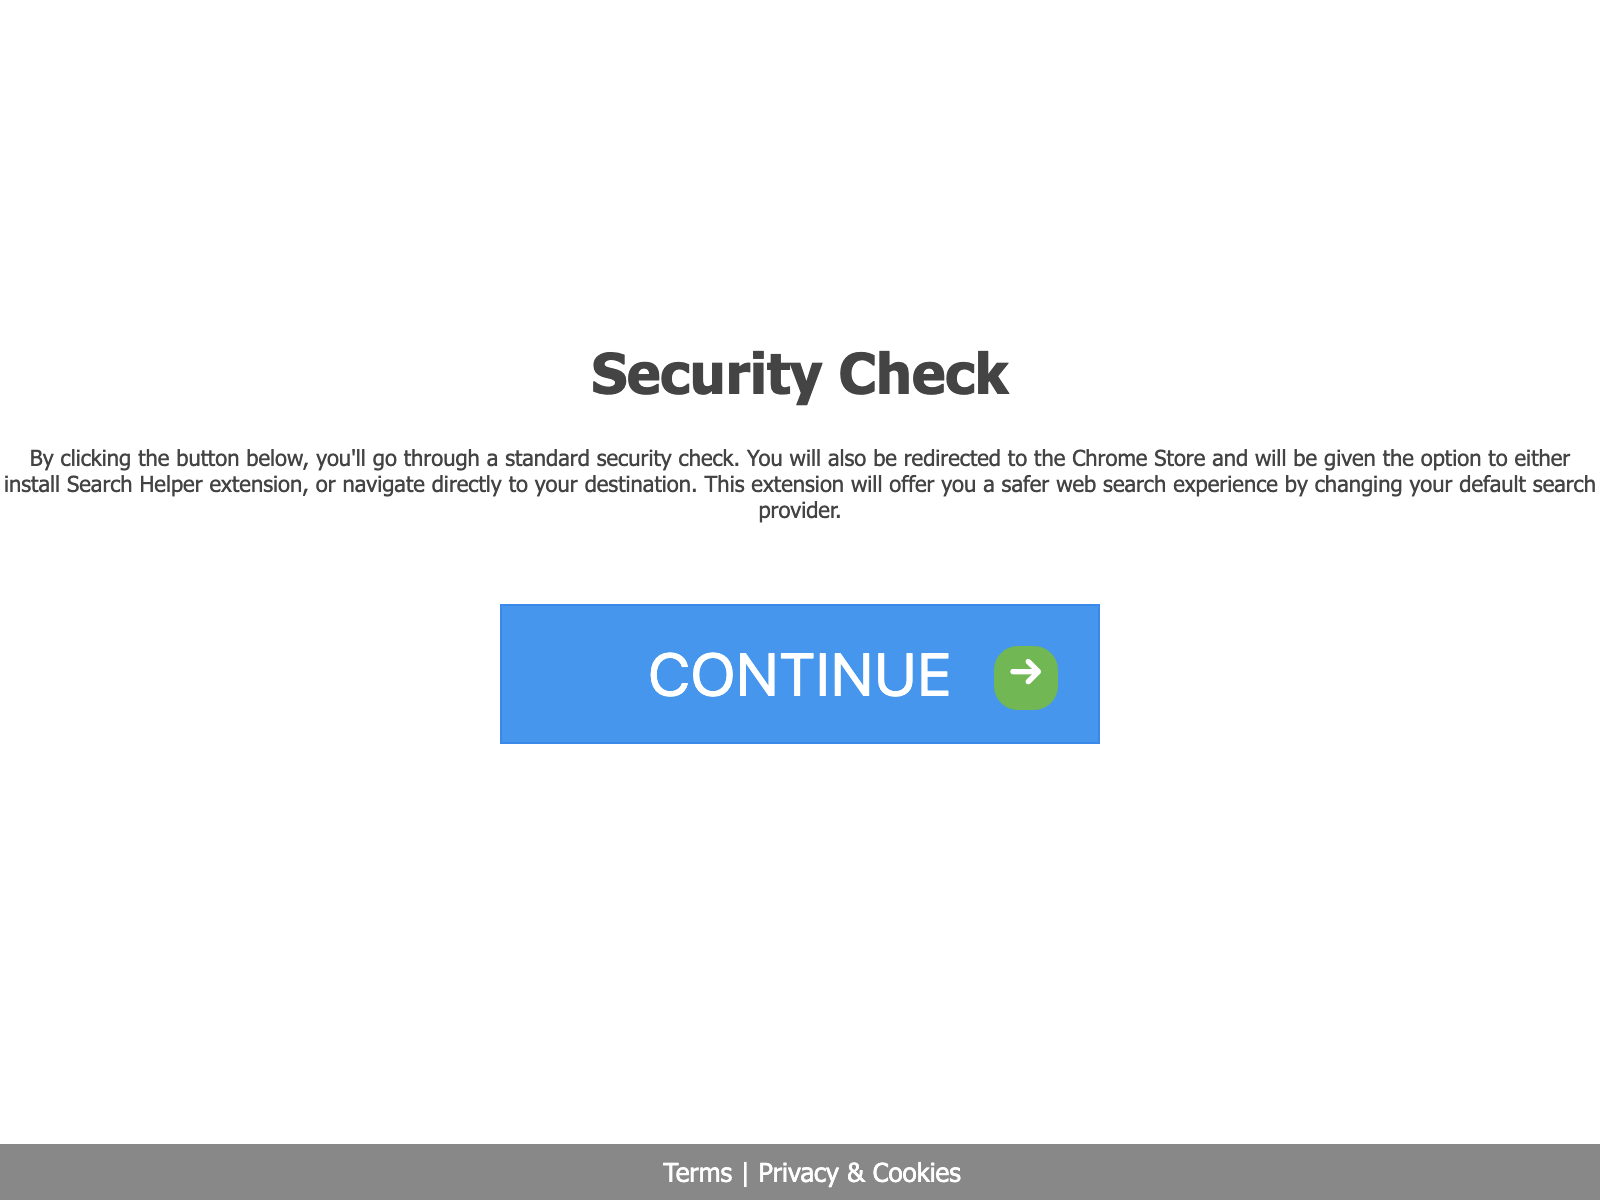 Security Check
By clicking the button below, you'll go through a standard security check. You will also be redirected to the Chrome Store and will be given the option to either
install Search Helper extension, or navigate directly to your destination. This extension will offer you a safer web search experience by changing your default search
provider.
CONTINUE
Terms | Privacy & Cookies